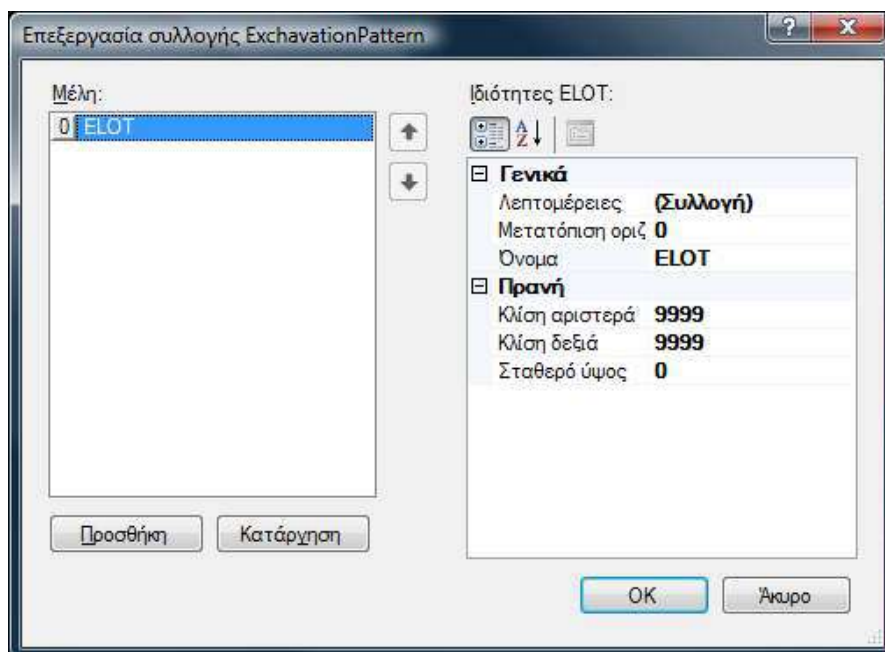 Επεξεργασία συλλογής ExchavationPattern
Μέλη:
0 ELOT
Προσθήκη
Κατάργηση
Ιδιότητες ELOT:
Γενικά
Λεπτομέρειες (Συλλογή)
Μετατόπιση οριζ 0
Όνομα ELOT
Πρανή
Κλίση αριστερά 9999
Κλίση δεξιά 9999
Σταθερό ύψος 0
OK
Άκυρο